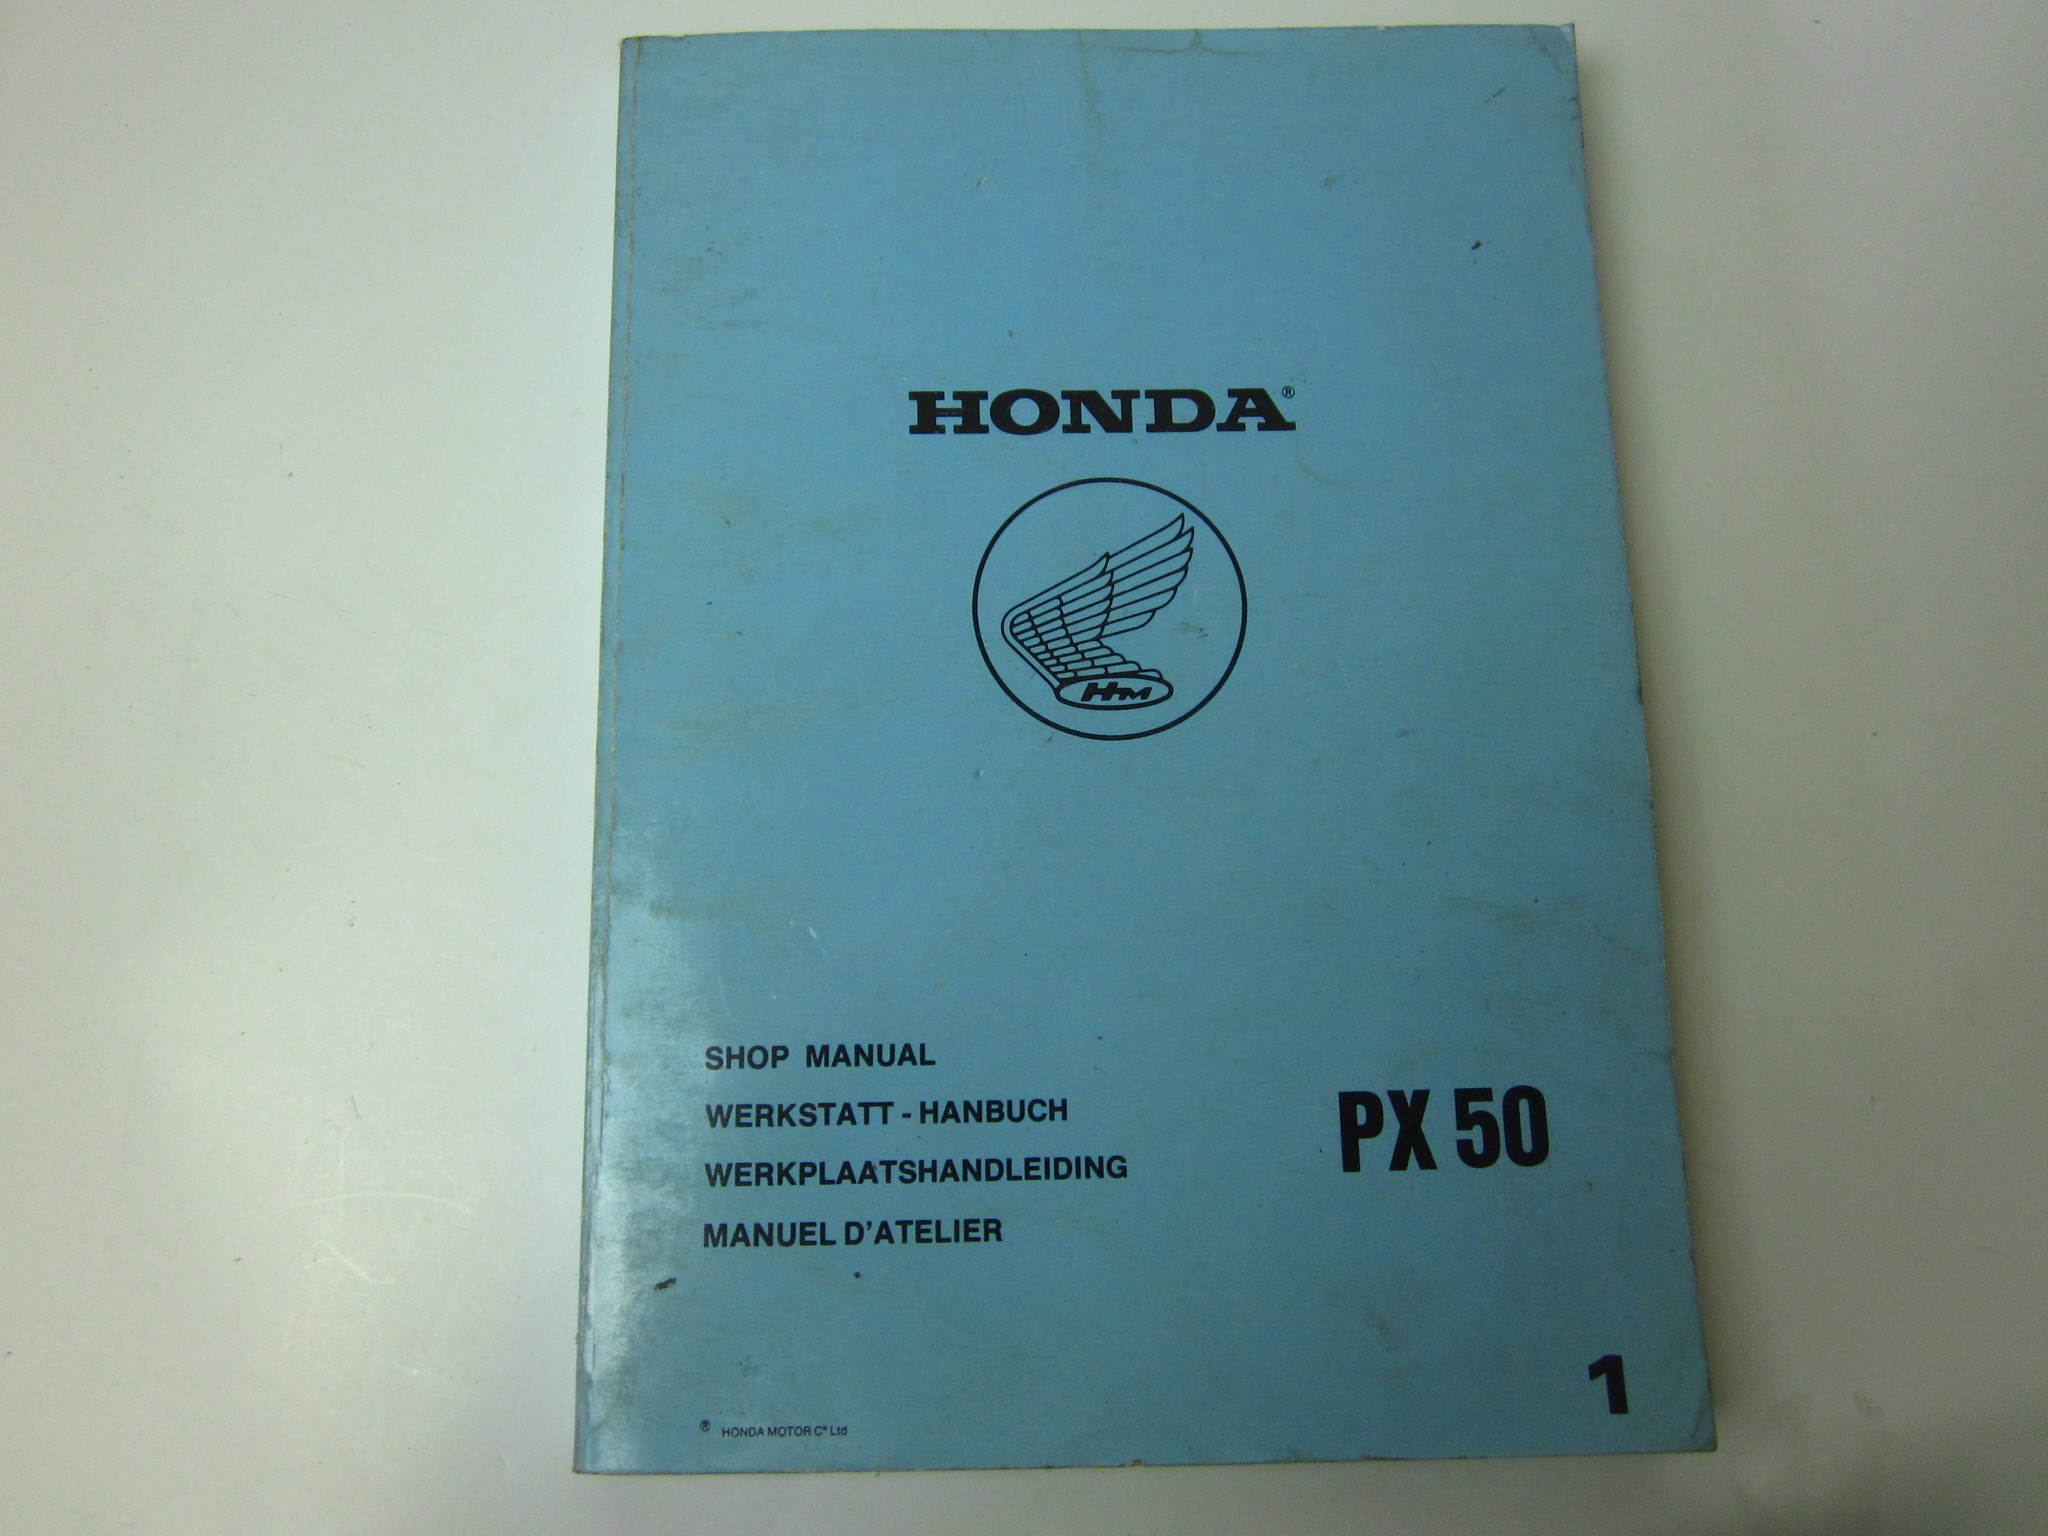 HONDA®
HM
SHOP MANUAL
WERKSTATT - HANBUCH
WERKPLAATSHANDLEIDING
MANUEL D'ATELIER
PX 50
1
® HONDA MOTOR C° Ltd